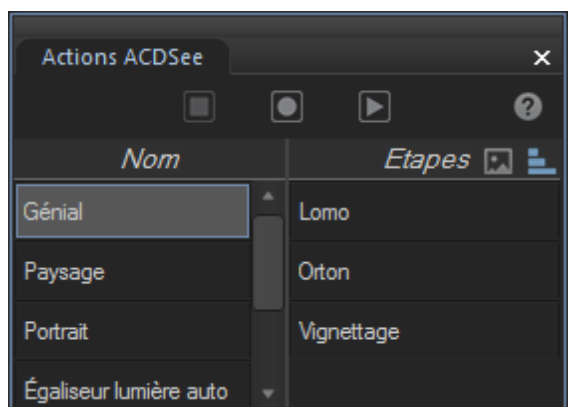 Actions ACDSee
Nom
Etapes
Génial
Lomo
Paysage
Orton
Portrait
Vignettage
Égaliseur lumière auto